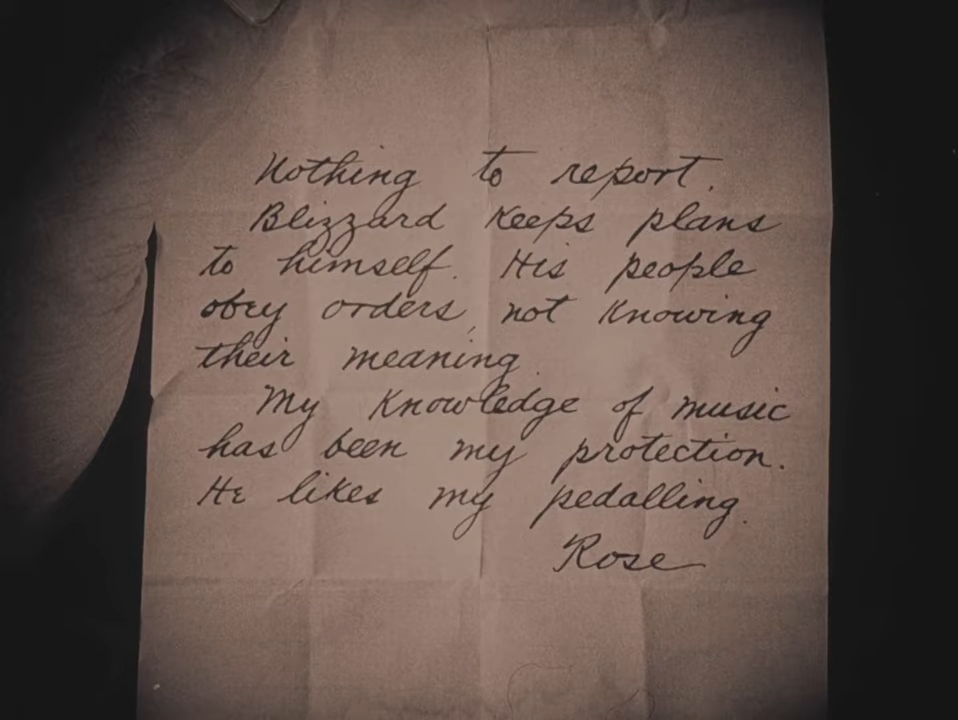 Nothing to report.
Blizzard keeps plans
to himself. His people
obey orders, not knowing
their meaning.
My knowledge of music
has been my protection.
He likes my pedalling.
Rose